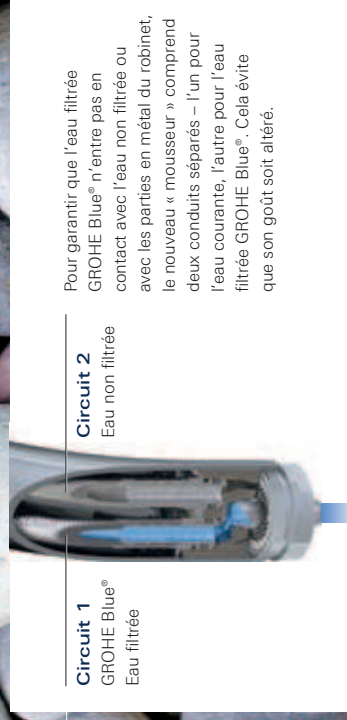 Circuit 1
GROHE Blue®
Eau filtrée
Circuit 2
Eau non filtrée
Pour garantir que l'eau filtrée
GROHE Blue® n'entre pas en
contact avec l'eau non filtrée ou
avec les parties en métal du robinet,
le nouveau « mousseur » comprend
deux conduits séparés – l'un pour
l'eau courante, l'autre pour l'eau
filtrée GROHE Blue®. Cela évite
que son goût soit altéré.